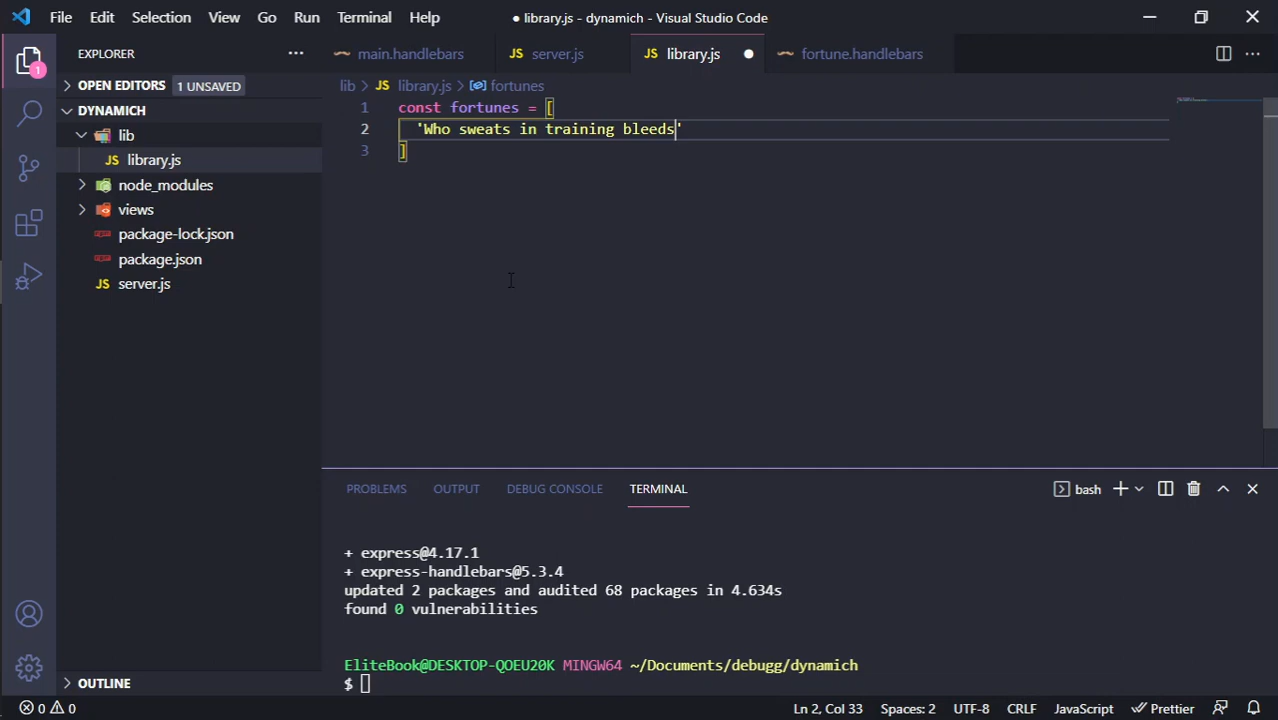 File Edit Selection View Go Run Terminal Help
● library.js - dynamich - Visual Studio Code
EXPLORER
main.handlebars
JS server.js
JS library.js
fortune.handlebars
1
OPEN EDITORS 1 UNSAVED
DYNAMICH
lib
JS library.js
node_modules
views
package-lock.json
package.json
JS server.js
OUTLINE
lib > JS library.js > fortunes
1 const fortunes = [
2 'Who sweats in training bleeds'
3 ]
PROBLEMS OUTPUT DEBUG CONSOLE TERMINAL
bash
+ express@4.17.1
+ express-handlebars@5.3.4
updated 2 packages and audited 68 packages in 4.634s
found 0 vulnerabilities
EliteBook@DESKTOP-QOEU20K MINGW64 ~/Documents/debugg/dynamich
$
0 0
Ln 2, Col 33 Spaces: 2 UTF-8 CRLF JavaScript Prettier